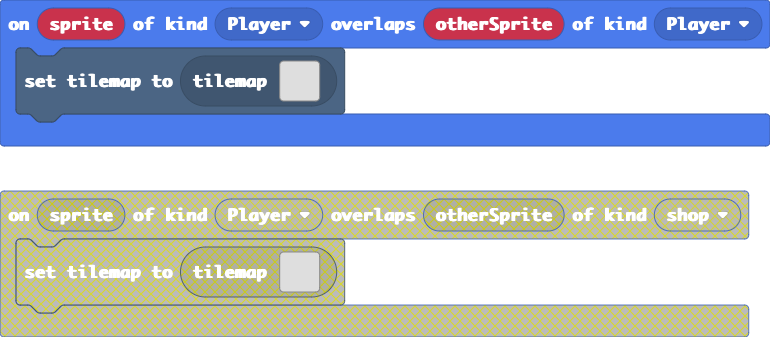 on sprite of kind Player overlaps otherSprite of kind Player
set tilemap to tilemap
on sprite of kind Player overlaps otherSprite of kind shop
set tilemap to tilemap